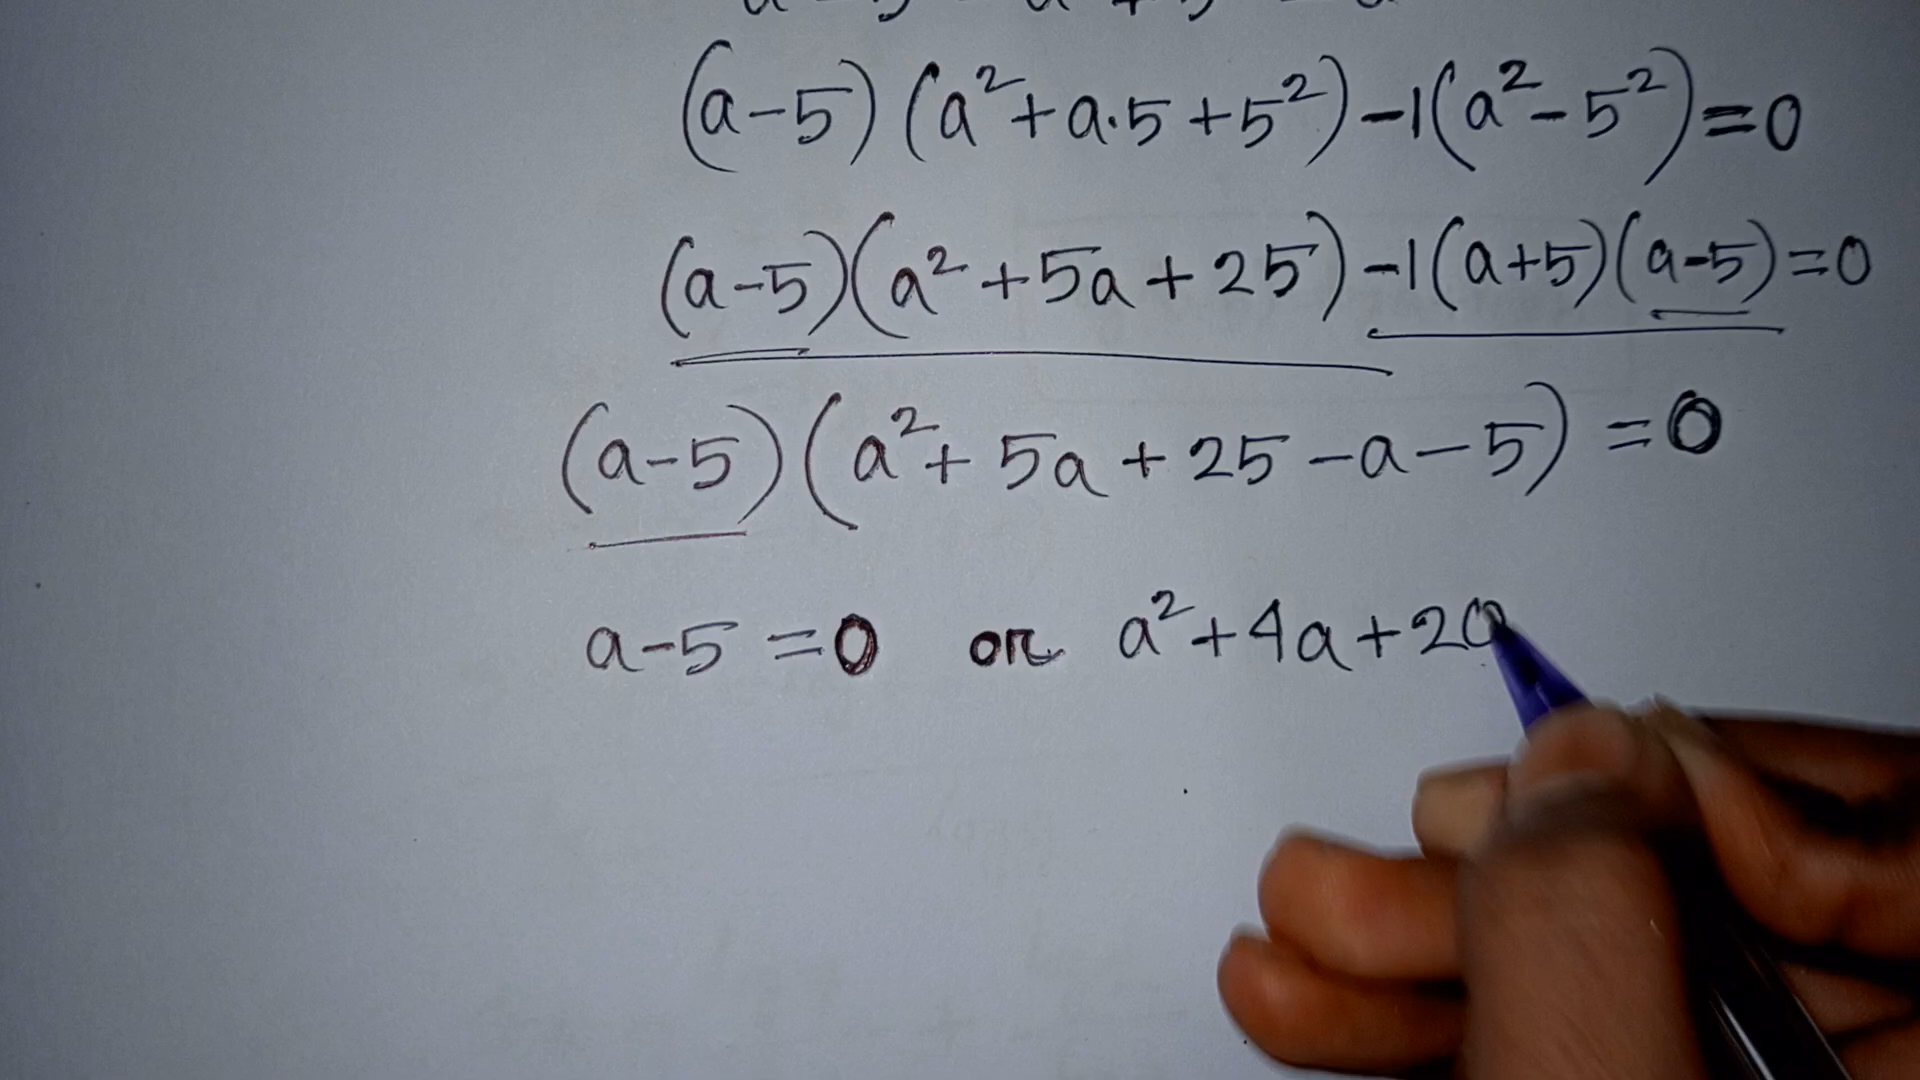 (a-5)(a²+a·5+5²)-1(a²-5²)=0
(a-5)(a²+5a+25)-1(a+5)(a-5)=0
(a-5)(a²+5a+25-a-5)=0
a-5=0 or a²+4a+20